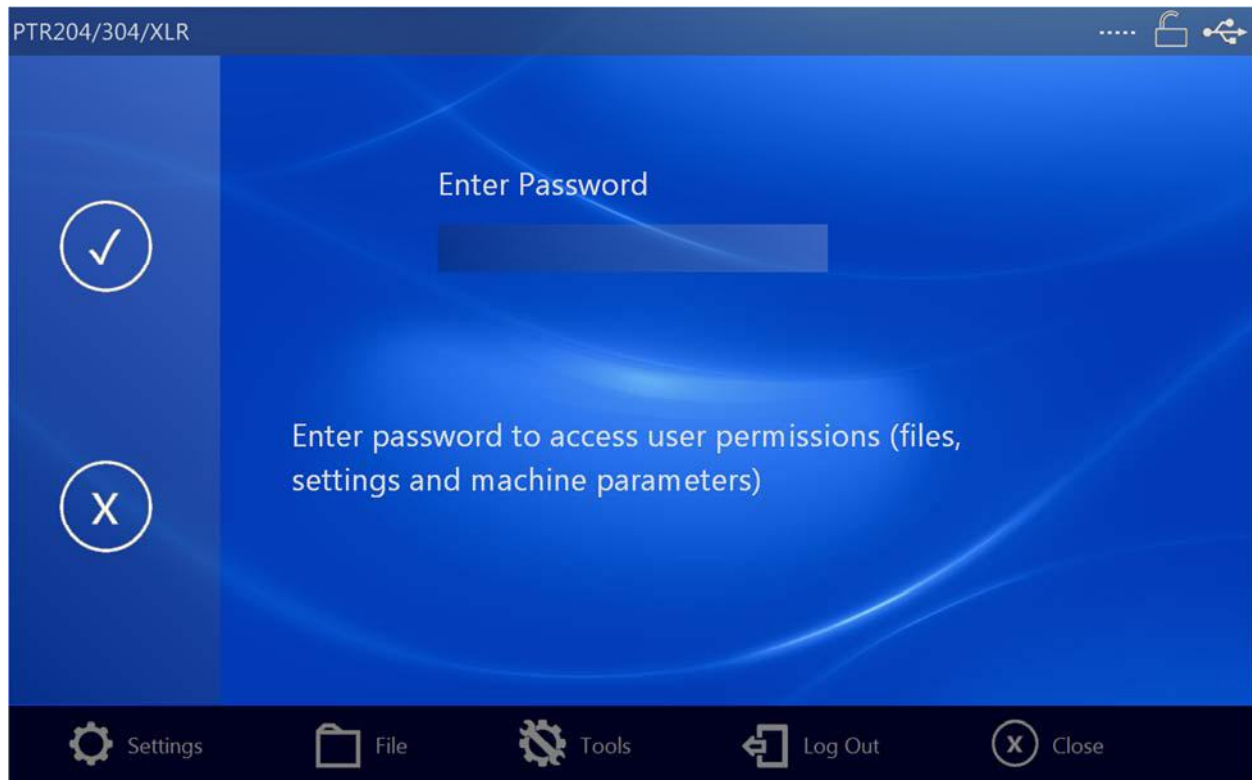 PTR204/304/XLR
.....
Enter Password
Enter password to access user permissions (files,
settings and machine parameters)
X
Settings
File
Tools
Log Out
X
Close